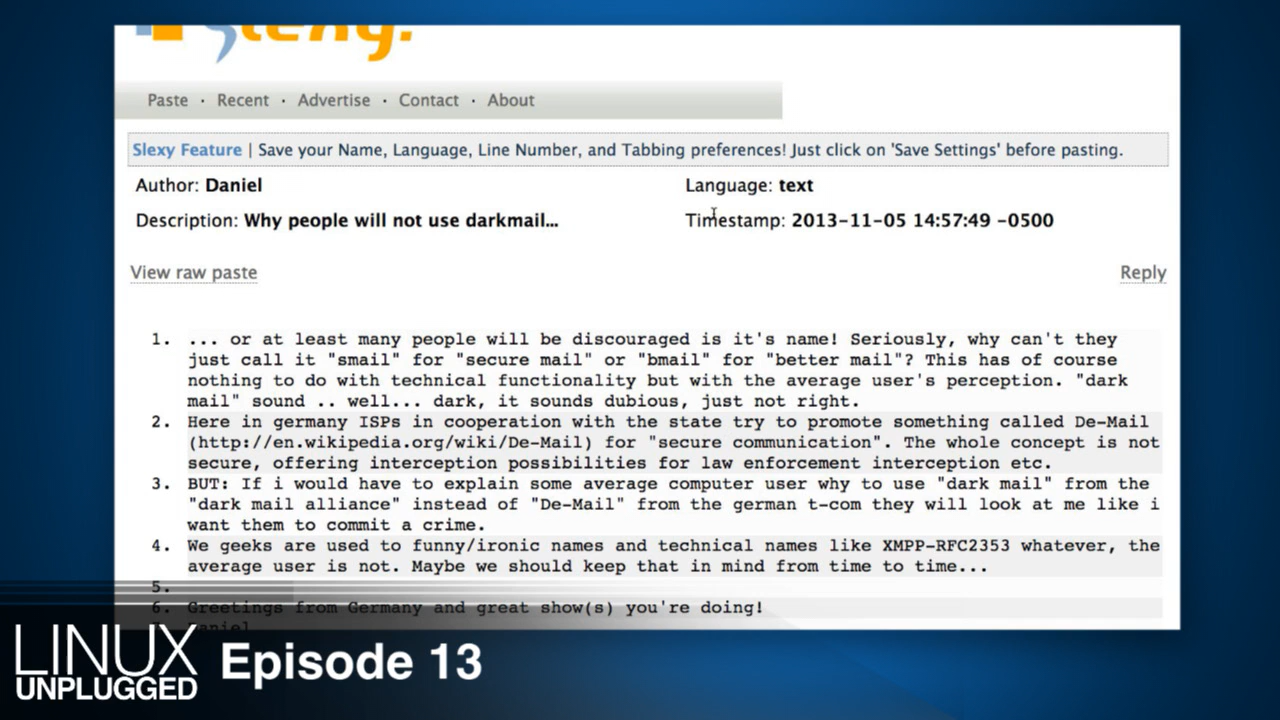 slexy.
Paste · Recent · Advertise · Contact · About
Slexy Feature | Save your Name, Language, Line Number, and Tabbing preferences! Just click on 'Save Settings' before pasting.
Author: Daniel
Language: text
Description: Why people will not use darkmail...
Timestamp: 2013-11-05 14:57:49 -0500
View raw paste
Reply
1. ... or at least many people will be discouraged is it's name! Seriously, why can't they
just call it "smail" for "secure mail" or "bmail" for "better mail"? This has of course
nothing to do with technical functionality but with the average user's perception. "dark
mail" sound .. well... dark, it sounds dubious, just not right.
2. Here in germany ISPs in cooperation with the state try to promote something called De-Mail
(http://en.wikipedia.org/wiki/De-Mail) for "secure communication". The whole concept is not
secure, offering interception possibilities for law enforcement interception etc.
3. BUT: If i would have to explain some average computer user why to use "dark mail" from the
"dark mail alliance" instead of "De-Mail" from the german t-com they will look at me like i
want them to commit a crime.
4. We geeks are used to funny/ironic names and technical names like XMPP-RFC2353 whatever, the
average user is not. Maybe we should keep that in mind from time to time...
5.
6. Greetings from Germany and great show(s) you're doing!
7. Daniel
LINUX
UNPLUGGED
Episode 13